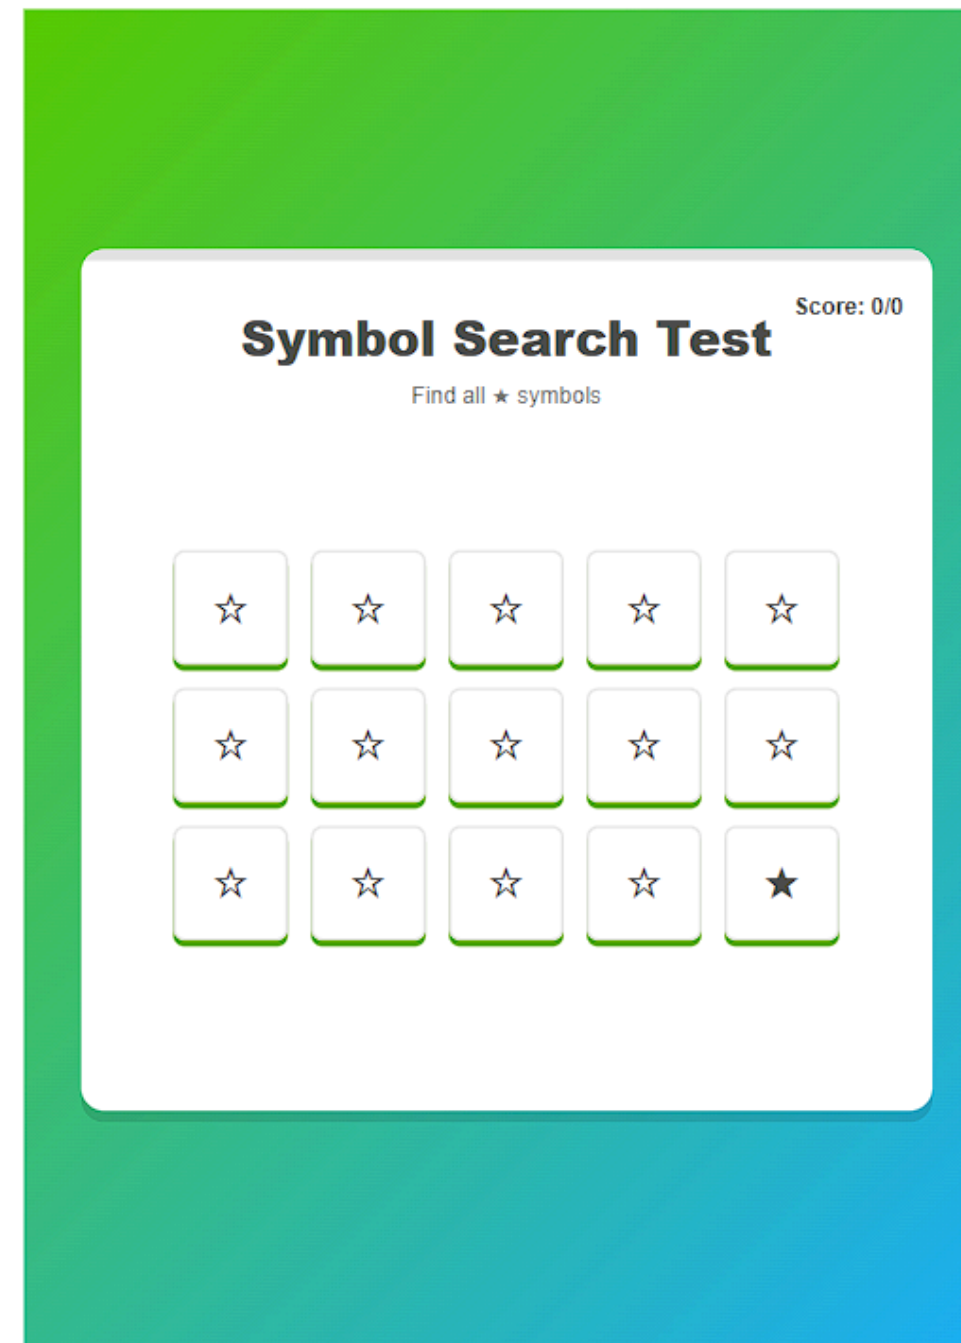 Score: 0/0
Symbol Search Test
Find all ★ symbols
☆ ☆ ☆ ☆ ☆
☆ ☆ ☆ ☆ ☆
☆ ☆ ☆ ☆ ★